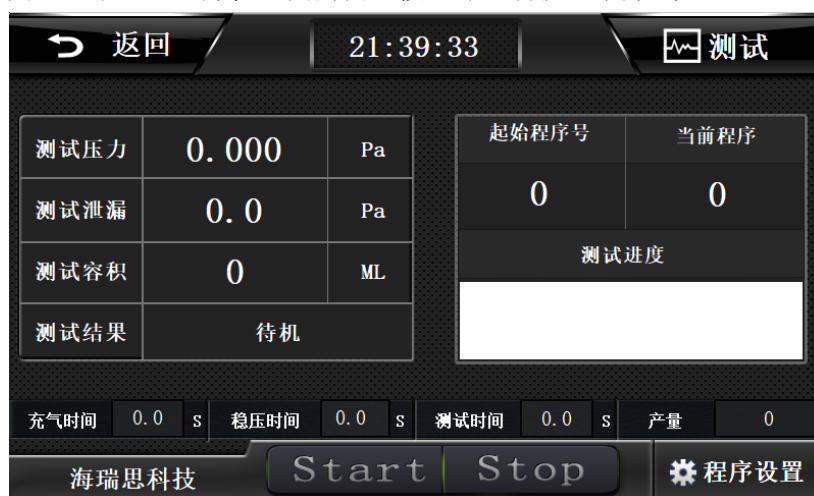 返回 21:39:33 测试
测试压力 0.000 Pa
测试泄漏 0.0 Pa
测试容积 0 ML
测试结果 待机
起始程序号 当前程序
0 0
测试进度
充气时间 0.0 s 稳压时间 0.0 s 测试时间 0.0 s 产量 0
海瑞思科技 Start Stop 程序设置